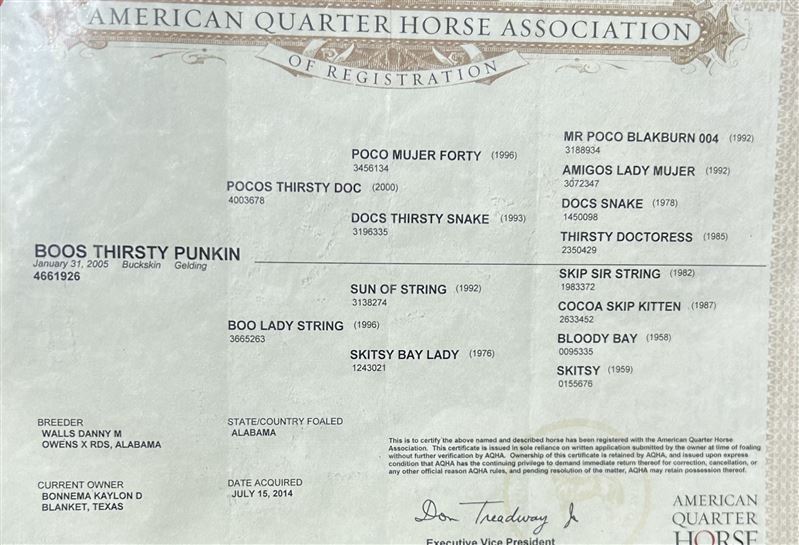 AMERICAN QUARTER HORSE ASSOCIATION
OF REGISTRATION
MR POCO BLAKBURN 004 (1992)
3188934
POCO MUJER FORTY (1996)
3456134
AMIGOS LADY MUJER (1992)
3072347
POCOS THIRSTY DOC (2000)
4003678
DOCS SNAKE (1978)
1450098
DOCS THIRSTY SNAKE (1993)
3196335
THIRSTY DOCTORESS (1985)
2350429
BOOS THIRSTY PUNKIN
January 31, 2005 Buckskin Gelding
4661926
SKIP SIR STRING (1982)
1983372
SUN OF STRING (1992)
3138274
COCOA SKIP KITTEN (1987)
2633452
BOO LADY STRING (1996)
3665263
BLOODY BAY (1958)
0095335
SKITSY BAY LADY (1976)
1243021
SKITSY (1959)
0155676
BREEDER
WALLS DANNY M
OWENS X RDS, ALABAMA
STATE/COUNTRY FOALED
ALABAMA
CURRENT OWNER
BONNEMA KAYLON D
BLANKET, TEXAS
DATE ACQUIRED
JULY 15, 2014
This is to certify the above named and described horse has been registered with the American Quarter Horse
Association. This certificate is issued in sole reliance on written application submitted by the owner at time of foaling
without further verification by AQHA. Ownership of this certificate is retained by AQHA, and issued upon express
condition that AQHA has the continuing privilege to demand immediate return thereof for correction, cancellation, or
any other official reason AQHA rules, and pending resolution of the matter, AQHA may retain possession thereof.
Don Treadway Jr
Executive Vice President
AMERICAN
QUARTER
HORSE